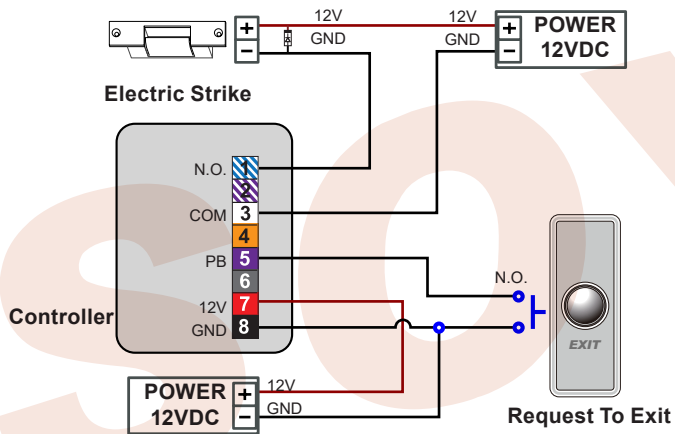 12V
12V
+
GND
GND
+
POWER
12VDC
−
−
Electric Strike
N.O.
1
2
COM
3
4
PB
5
6
12V
7
GND
8
Controller
N.O.
EXIT
POWER
12VDC
+
12V
−
GND
Request To Exit